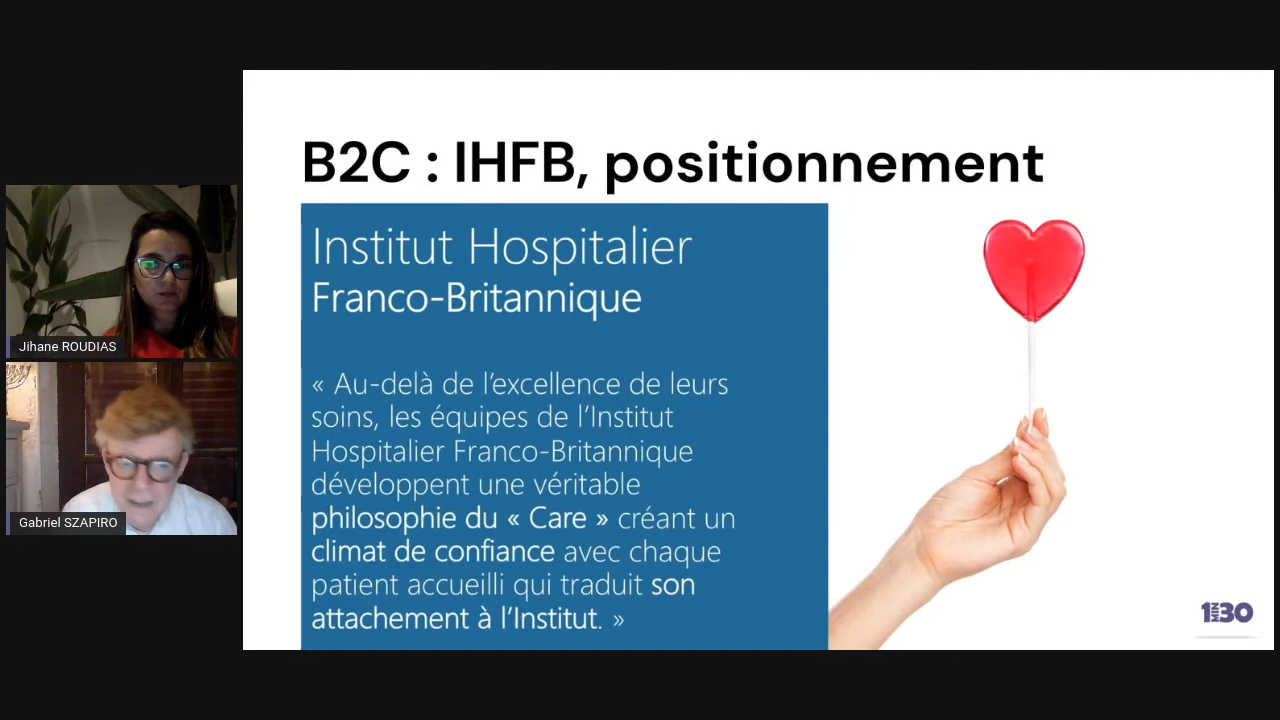 B2C : IHFB, positionnement
Institut Hospitalier
Franco-Britannique
« Au-delà de l'excellence de leurs
soins, les équipes de l'Institut
Hospitalier Franco-Britannique
développent une véritable
philosophie du « Care » créant un
climat de confiance avec chaque
patient accueilli qui traduit son
attachement à l'Institut. »
Jihane ROUDIAS
Gabriel SZAPIRO
1MIN30